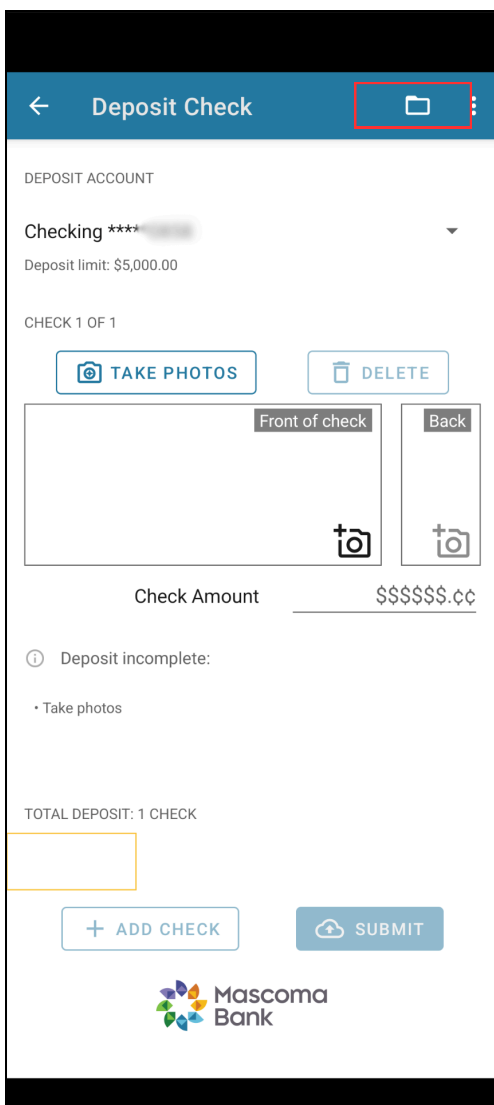 Deposit Check
DEPOSIT ACCOUNT
Checking ****
Deposit limit: $5,000.00
CHECK 1 OF 1
TAKE PHOTOS
DELETE
Front of check
Back
Check Amount
$$$$$$.¢¢
Deposit incomplete:
• Take photos
TOTAL DEPOSIT: 1 CHECK
+ ADD CHECK
SUBMIT
Mascoma
Bank